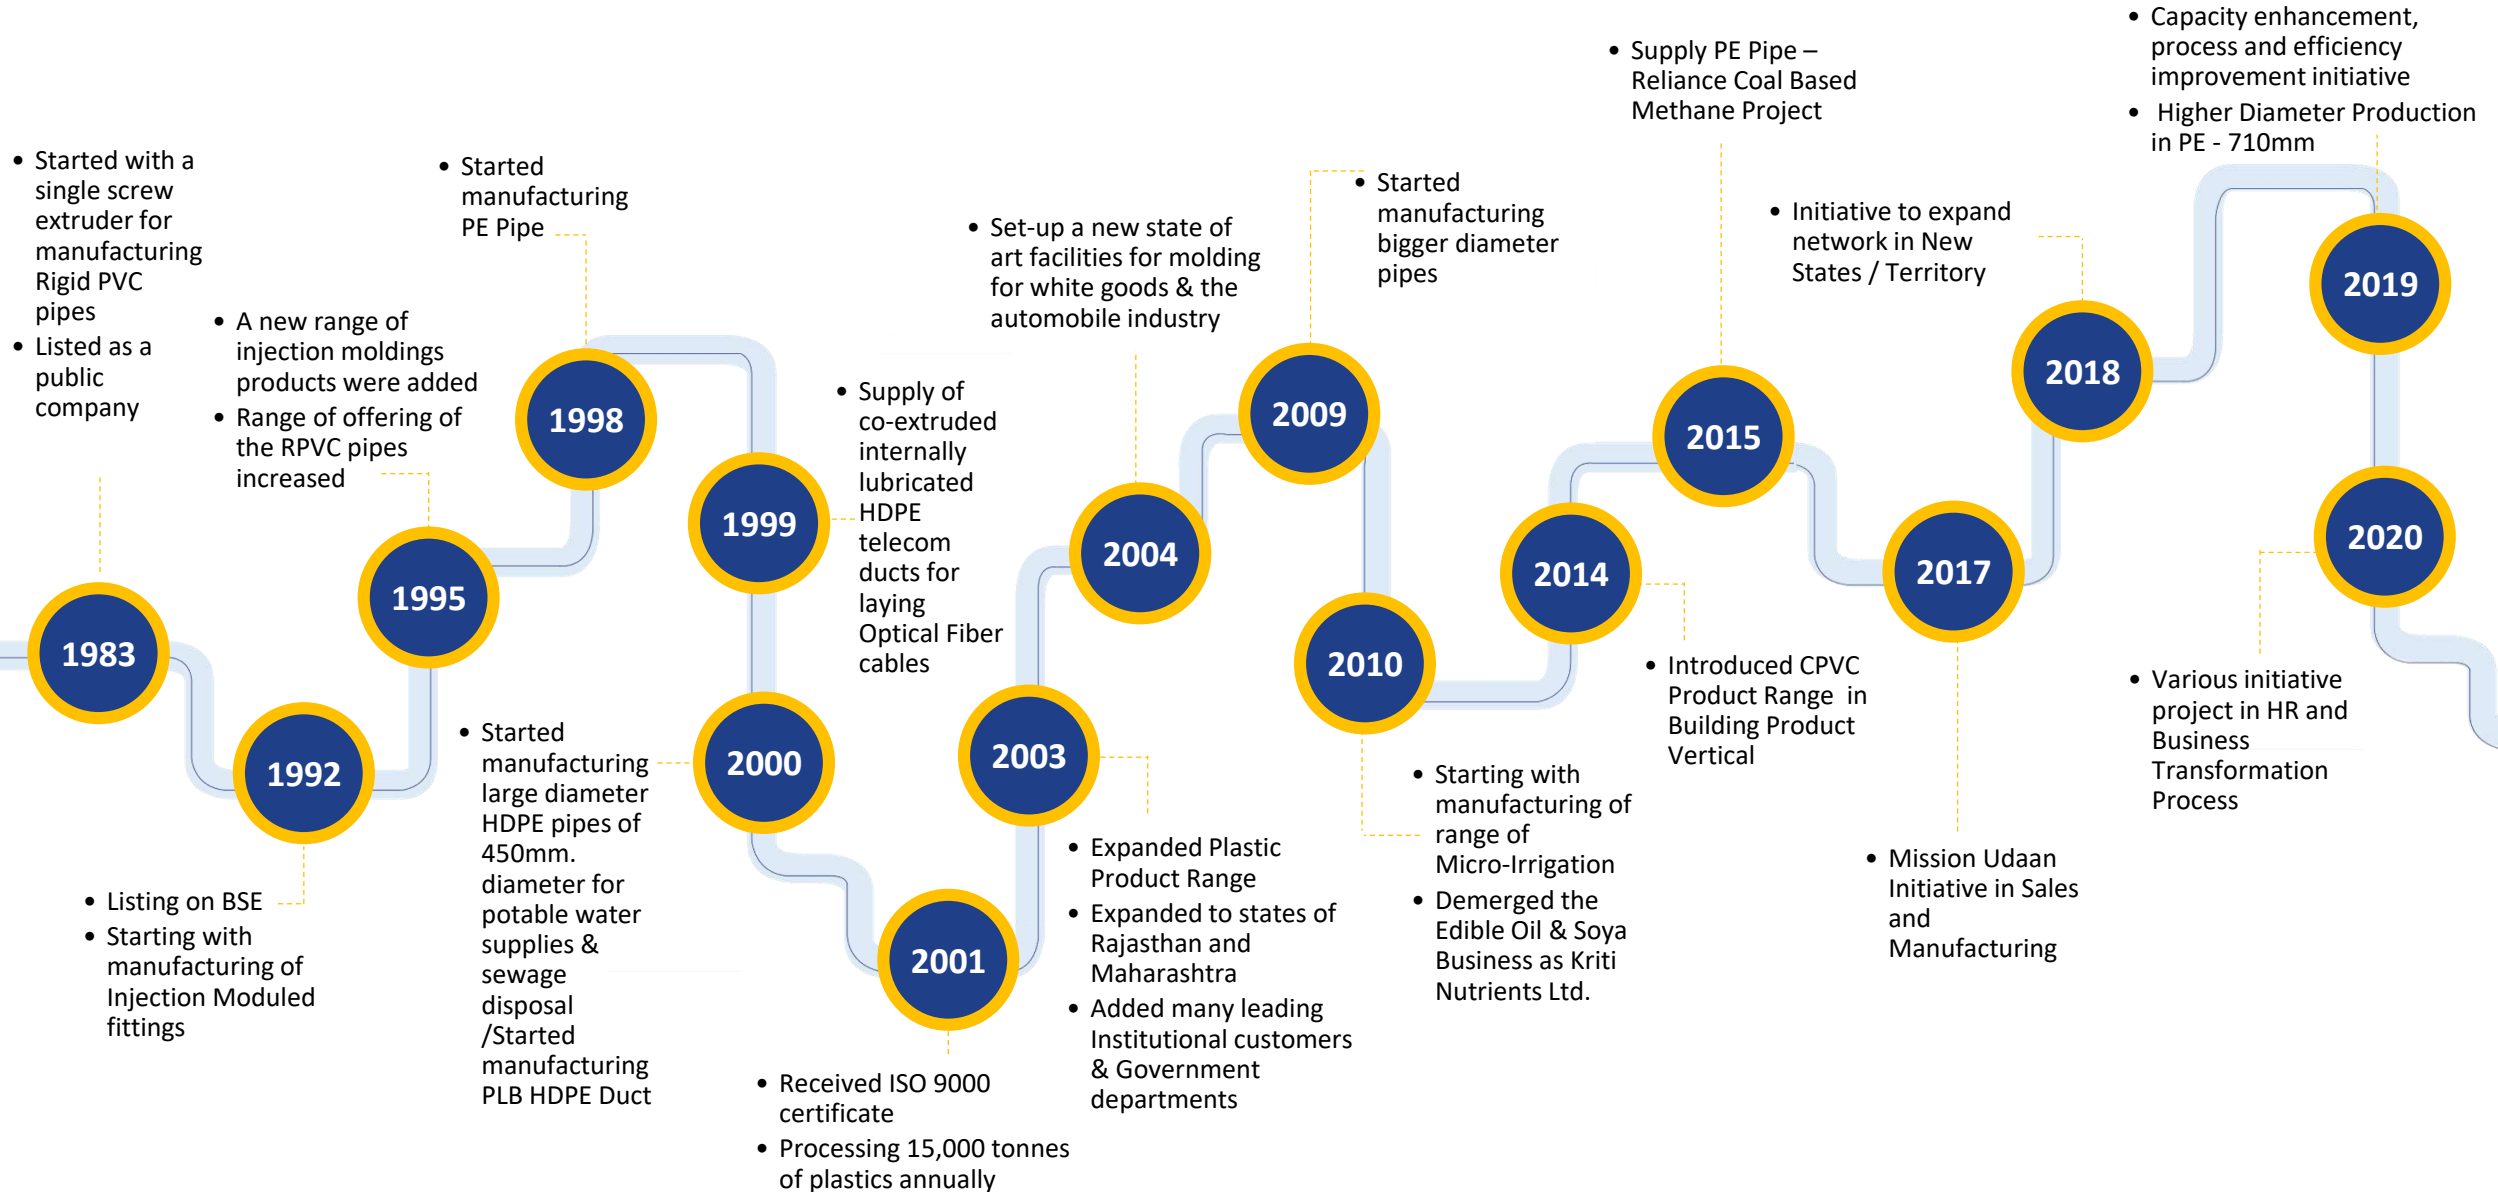 • Started with a
single screw
extruder for
manufacturing
Rigid PVC
pipes
• Listed as a
public
company
1983
1992
• Listing on BSE
• Starting with
manufacturing of
Injection Moduled
fittings
• A new range of
injection moldings
products were added
• Range of offering of
the RPVC pipes
increased
1995
• Started
manufacturing
PE Pipe
1998
1999
• Supply of
co-extruded
internally
lubricated
HDPE
telecom
ducts for
laying
Optical Fiber
cables
2000
• Started
manufacturing
large diameter
HDPE pipes of
450mm.
diameter for
potable water
supplies &
sewage
disposal
/Started
manufacturing
PLB HDPE Duct
2001
• Received ISO 9000
certificate
• Processing 15,000 tonnes
of plastics annually
2003
• Expanded Plastic
Product Range
• Expanded to states of
Rajasthan and
Maharashtra
• Added many leading
Institutional customers
& Government
departments
• Set-up a new state of
art facilities for molding
for white goods & the
automobile industry
2004
• Started
manufacturing
bigger diameter
pipes
2009
2010
• Starting with
manufacturing of
range of
Micro-Irrigation
• Demerged the
Edible Oil & Soya
Business as Kriti
Nutrients Ltd.
2014
• Introduced CPVC
Product Range in
Building Product
Vertical
• Supply PE Pipe –
Reliance Coal Based
Methane Project
2015
2017
• Mission Udaan
Initiative in Sales
and
Manufacturing
• Initiative to expand
network in New
States / Territory
2018
• Capacity enhancement,
process and efficiency
improvement initiative
• Higher Diameter Production
in PE - 710mm
2019
2020
• Various initiative
project in HR and
Business
Transformation
Process